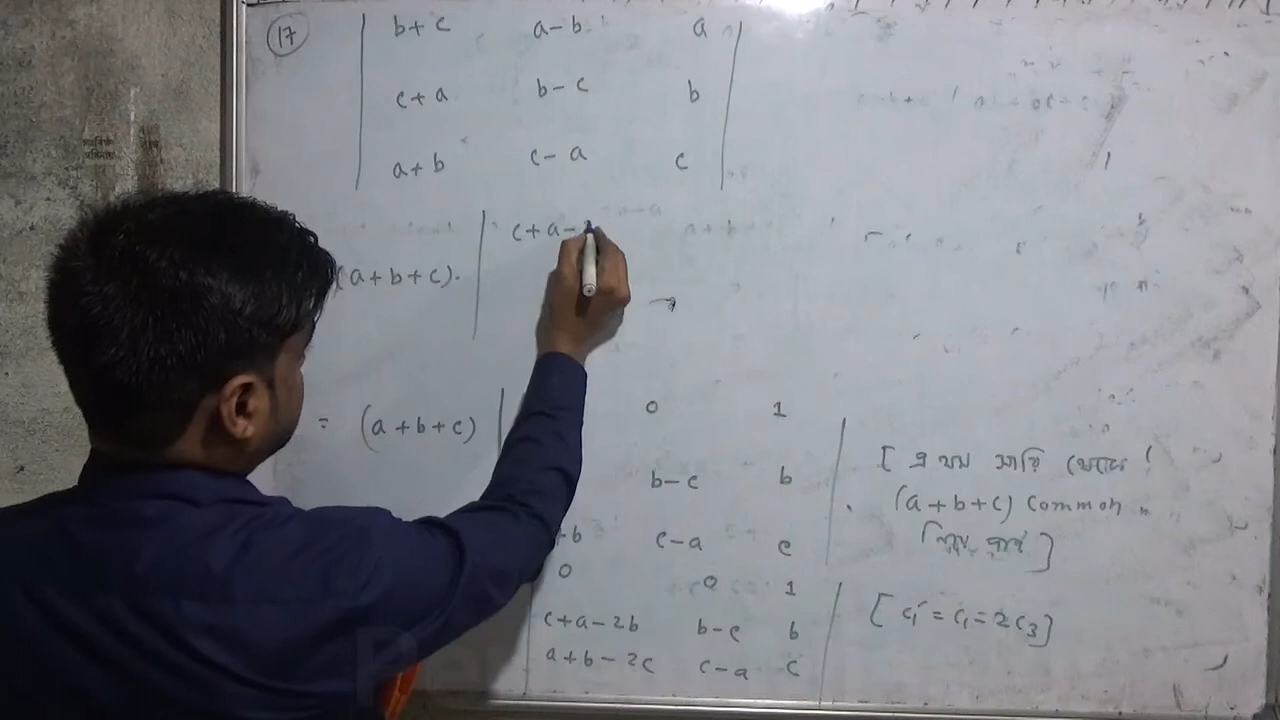 (17) | b+c a-b a |
| c+a b-c b |
| a+b c-a c |
(a+b+c). | c+a-
= (a+b+c) | 0 1 |
b-c b
+b c-a c
[ প্রথম সারি থেকে
(a+b+c) common
নিয়ে পাই ]
0 0 1
c+a-2b b-c b
a+b-2c c-a c
[ c₁' = c₁ = 2c₃ ]